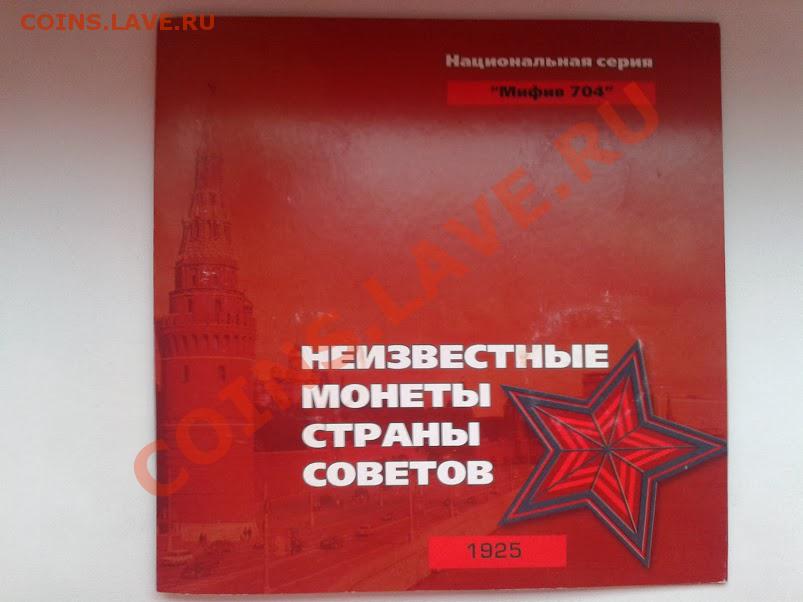 COINS.LAVE.RU
Национальная серия
"Мифив 704"
COINS.LAVE.RU
НЕИЗВЕСТНЫЕ
МОНЕТЫ
СТРАНЫ
СОВЕТОВ
1925